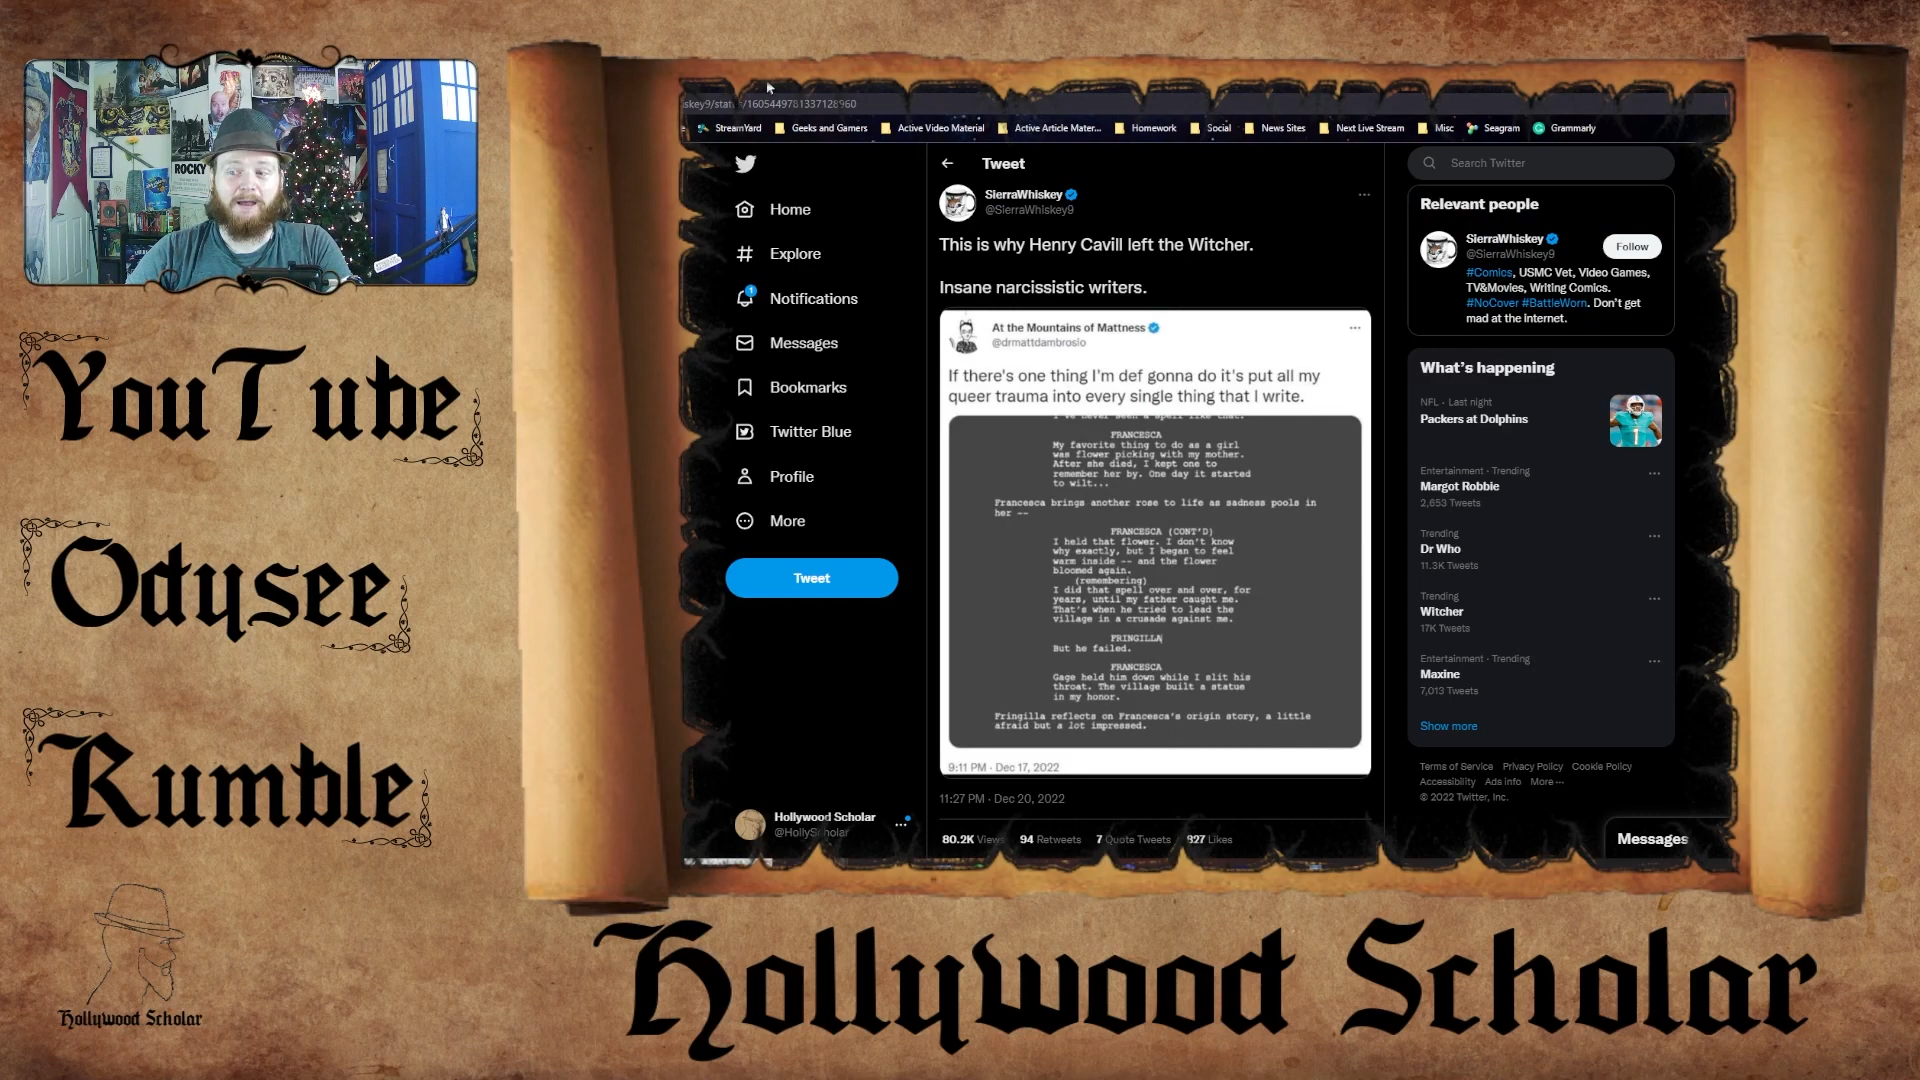 ROCKY
YouTube
Odysee
Rumble
Hollywood Scholar
Hollywood Scholar
StreamYard
Geeks and Gamers
Active Video Material
Active Article Mater...
Homework
Social
News Sites
Next Live Stream
Misc
Seagram
Grammarly
Home
Explore
1
Notifications
Messages
Bookmarks
Twitter Blue
Profile
More
Tweet
Hollywood Scholar
Tweet
SierraWhiskey
@SierraWhiskey9
This is why Henry Cavill left the Witcher.
Insane narcissistic writers.
At the Mountains of Mattness
@drmattdambrosio
If there's one thing I'm def gonna do it's put all my
queer trauma into every single thing that I write.
I've never seen a spell like that.
FRANCESCA
My favorite thing to do as a girl
was flower picking with my mother.
After she died, I kept one to
remember her by. One day it started
to wilt...
Francesca brings another rose to life as sadness pools in
her --
FRANCESCA (CONT'D)
I held that flower. I don't know
why exactly, but I began to feel
warm inside -- and the flower
bloomed again.
(remembering)
I did that spell over and over, for
years, until my father caught me.
That's when he tried to lead the
village in a crusade against me.
FRINGILLA
But he failed.
FRANCESCA
Gage held him down while I slit his
throat. The village built a statue
in my honor.
Fringilla reflects on Francesca's origin story, a little
afraid but a lot impressed.
9:11 PM · Dec 17, 2022
11:27 PM · Dec 20, 2022
80.2K Views 94 Retweets 7 Quote Tweets 827 Likes
Search Twitter
Relevant people
SierraWhiskey
@SierraWhiskey9
Follow
#Comics, USMC Vet, Video Games,
TV&Movies, Writing Comics.
#NoCover #BattleWorn. Don't get
mad at the internet.
What's happening
NFL · Last night
Packers at Dolphins
Entertainment · Trending
Margot Robbie
2,653 Tweets
Trending
Dr Who
11.3K Tweets
Trending
Witcher
17K Tweets
Entertainment · Trending
Maxine
7,013 Tweets
Show more
Terms of Service Privacy Policy Cookie Policy
Accessibility Ads info More ···
© 2022 Twitter, Inc.
Messages